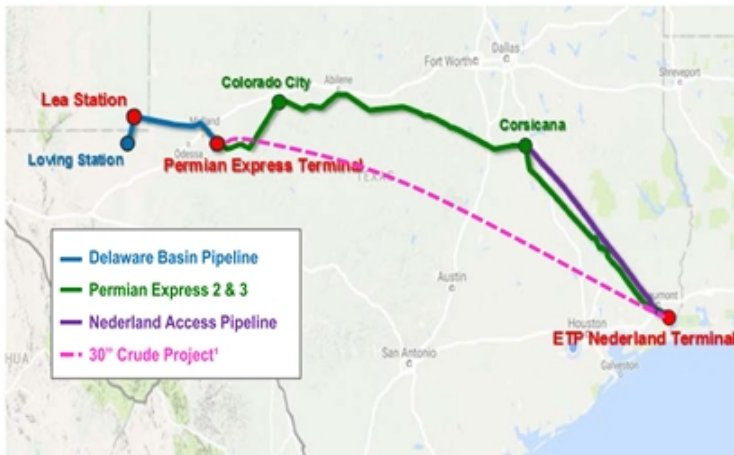 Dallas
Fort Worth
Shreveport
Colorado City
Abilene
Lea Station
Midland
Corsicana
Loving Station
Odessa
Permian Express Terminal
TEXAS
Delaware Basin Pipeline
Permian Express 2 & 3
Nederland Access Pipeline
30" Crude Project¹
Austin
Houston
ETP Nederland Terminal
San Antonio
Galveston
HUA